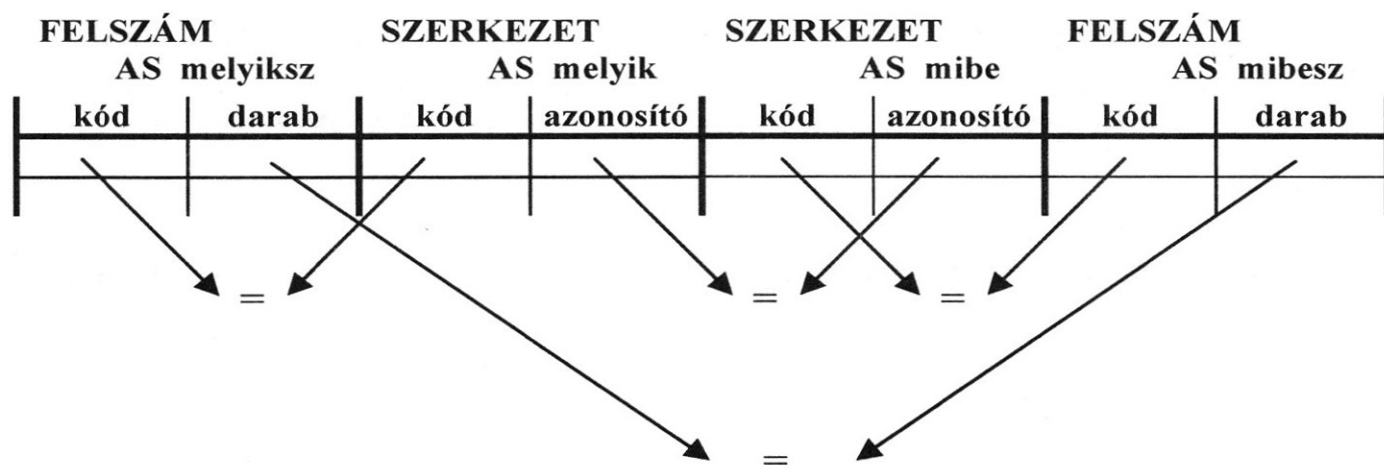 FELSZÁM SZERKEZET SZERKEZET FELSZÁM
AS melyiksz AS melyik AS mibe AS mibesz
kód darab kód azonosító kód azonosító kód darab
= = =
=